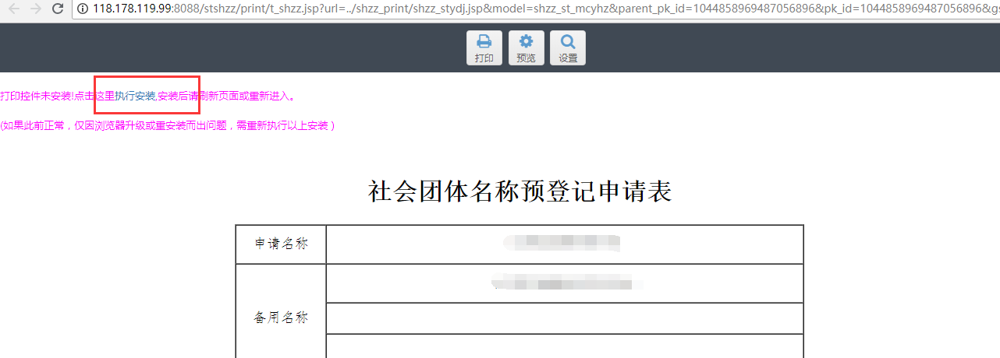 118.178.119.99:8088/stshzz/print/t_shzz.jsp?url=../shzz_print/shzz_stydj.jsp&model=shzz_st_mcyhz&parent_pk_id=1044858969487056896&pk_id=1044858969487056896&gs
打印 预览 设置
打印控件未安装!点击这里执行安装,安装后请刷新页面或重新进入。
(如果此前正常，仅因浏览器升级或重安装而出问题，需重新执行以上安装）
社会团体名称预登记申请表
申请名称
备用名称